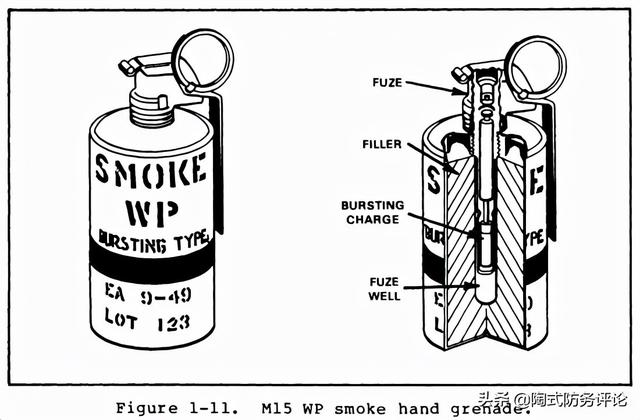 SMOKE
WP
BURSTING TYPE
EA 9-49
LOT 123
FUZE
FILLER
BURSTING
CHARGE
FUZE
WELL
S E
BUR TYPE
E
L
Figure 1-11. M15 WP smoke hand grenade.
头条 @陶式防务评论